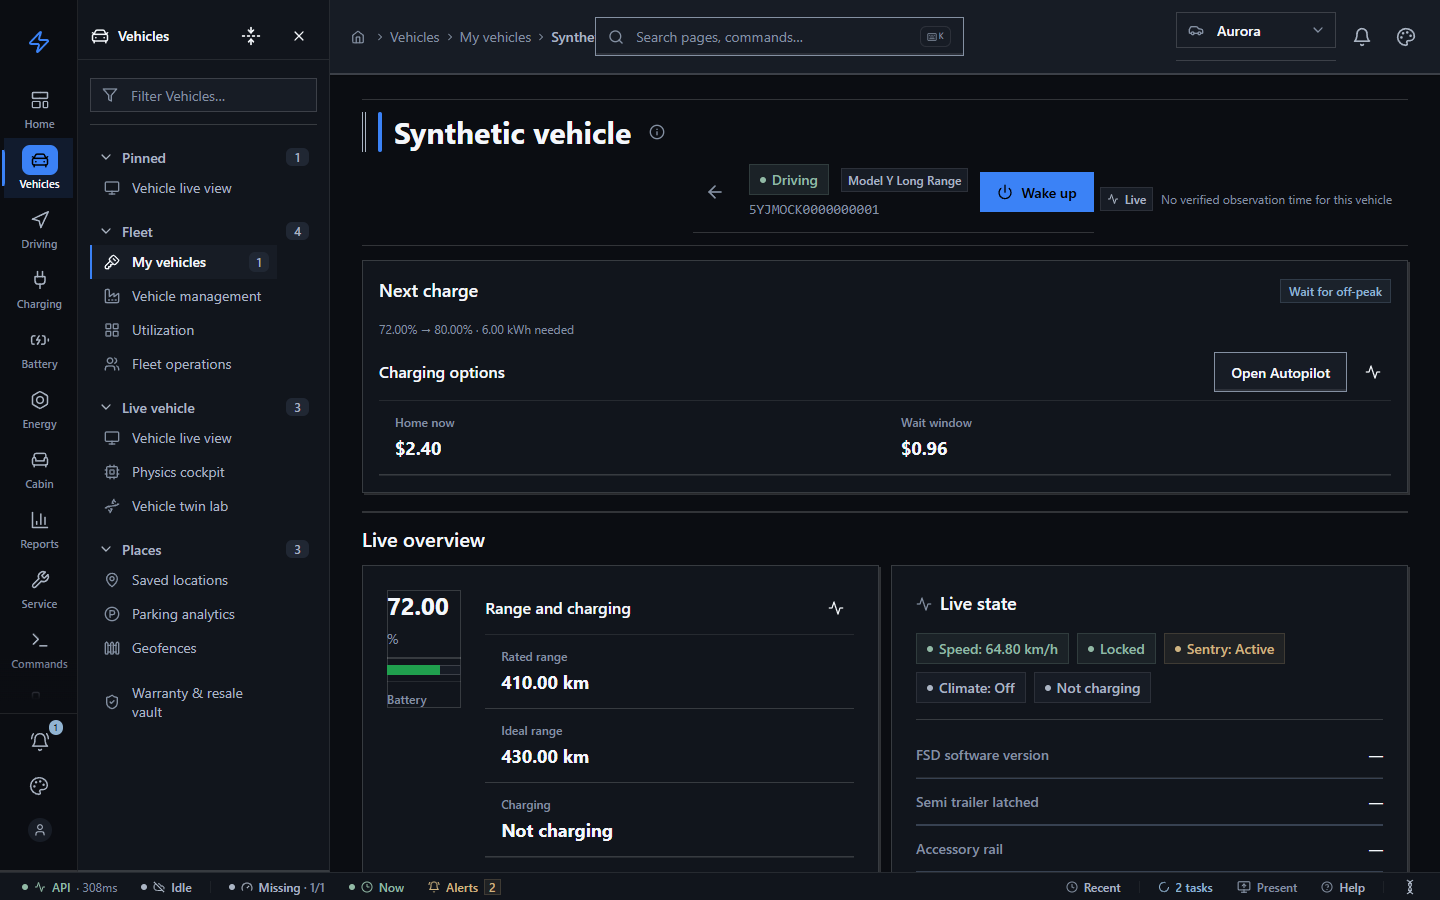 Home
Vehicles
Driving
Charging
Battery
Energy
Cabin
Reports
Service
Commands
1
Vehicles
Filter Vehicles...
Pinned 1
Vehicle live view
Fleet 4
My vehicles 1
Vehicle management
Utilization
Fleet operations
Live vehicle 3
Vehicle live view
Physics cockpit
Vehicle twin lab
Places 3
Saved locations
Parking analytics
Geofences
Warranty & resale
vault
Vehicles My vehicles Synthe
Search pages, commands... K
Aurora
Synthetic vehicle
Driving Model Y Long Range
5YJMOCK0000000001
Wake up
Live No verified observation time for this vehicle
Next charge Wait for off-peak
72.00% → 80.00% · 6.00 kWh needed
Charging options Open Autopilot
Home now Wait window
$2.40 $0.96
Live overview
72.00
%
Battery
Range and charging
Rated range
410.00 km
Ideal range
430.00 km
Charging
Not charging
Live state
Speed: 64.80 km/h Locked Sentry: Active
Climate: Off Not charging
FSD software version —
Semi trailer latched —
Accessory rail —
API · 308ms Idle Missing · 1/1 Now Alerts 2 Recent 2 tasks Present Help